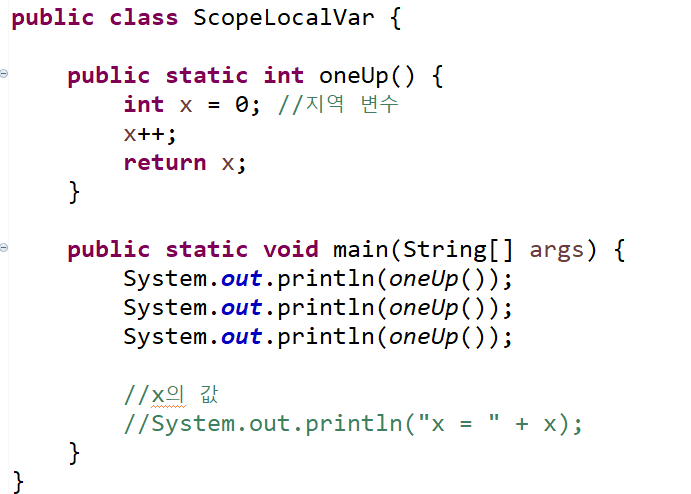 public class ScopeLocalVar {
public static int oneUp() {
int x = 0; //지역 변수
x++;
return x;
}
public static void main(String[] args) {
System.out.println(oneUp());
System.out.println(oneUp());
System.out.println(oneUp());
//x의 값
//System.out.println("x = " + x);
}
}